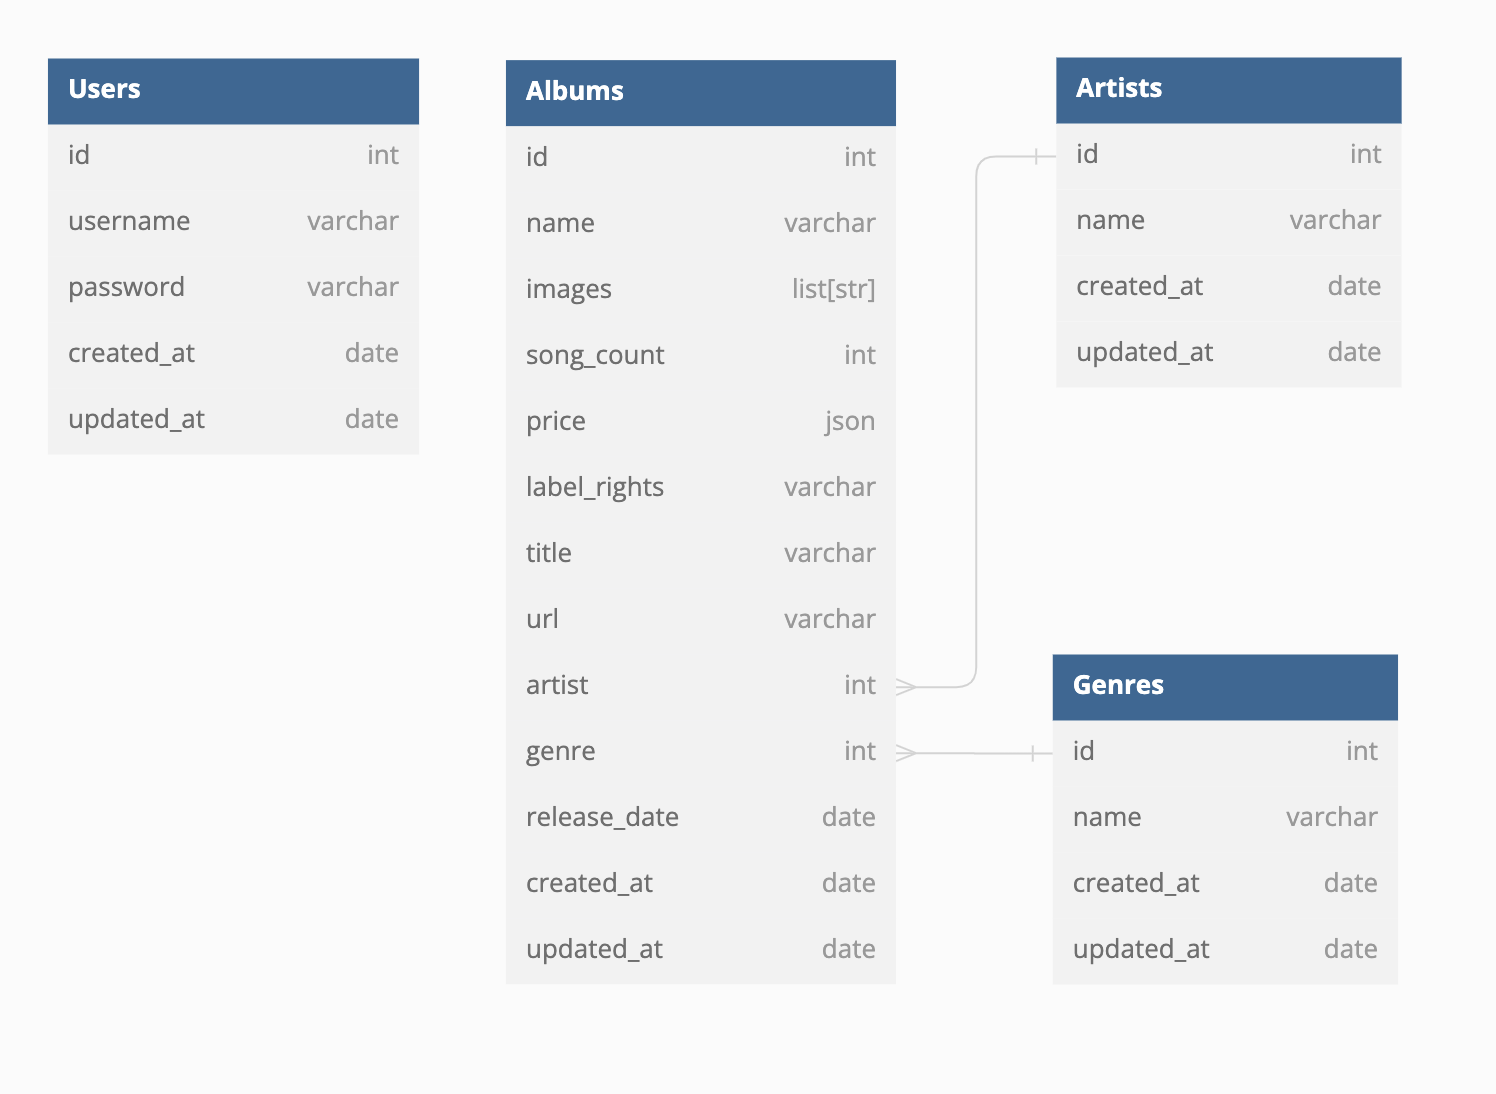 Users
id int
username varchar
password varchar
created_at date
updated_at date
Albums
id int
name varchar
images list[str]
song_count int
price json
label_rights varchar
title varchar
url varchar
artist int
genre int
release_date date
created_at date
updated_at date
Artists
id int
name varchar
created_at date
updated_at date
Genres
id int
name varchar
created_at date
updated_at date